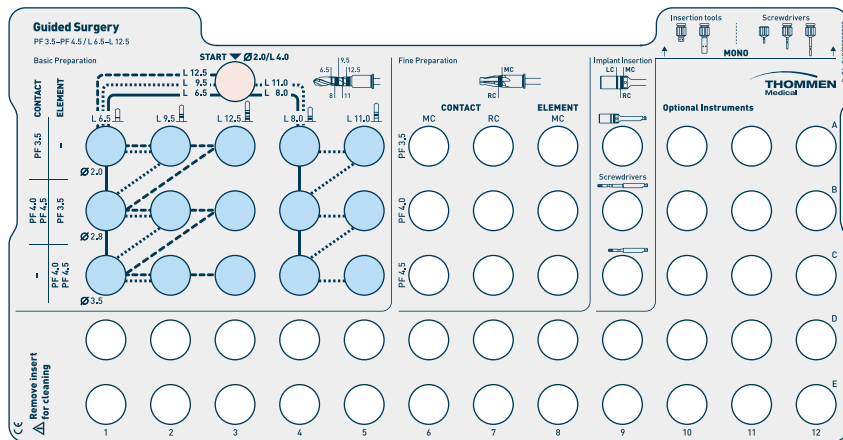 Guided Surgery
PF 3.5–PF 4.5 / L 6.5–L 12.5
Insertion tools
Screwdrivers
MONO
Basic Preparation
START Ø 2.0/L 4.0
L 12.5
L 9.5
L 6.5
L 11.0
L 8.0
9.5
6.5
12.5
8
11
Fine Preparation
MC
RC
Implant Insertion
LC
MC
RC
THOMMEN
Medical
CONTACT
ELEMENT
L 6.5
L 9.5
L 12.5
L 8.0
L 11.0
CONTACT
ELEMENT
MC
RC
MC
Optional Instruments
PF 3.5
–
Ø 2.0
PF 3.5
A
PF 4.0
PF 4.5
PF 3.5
Ø 2.8
PF 4.0
Screwdrivers
B
–
PF 4.0
PF 4.5
Ø 3.5
PF 4.5
C
D
E
CE
Remove insert
for cleaning
1
2
3
4
5
6
7
8
9
10
11
12